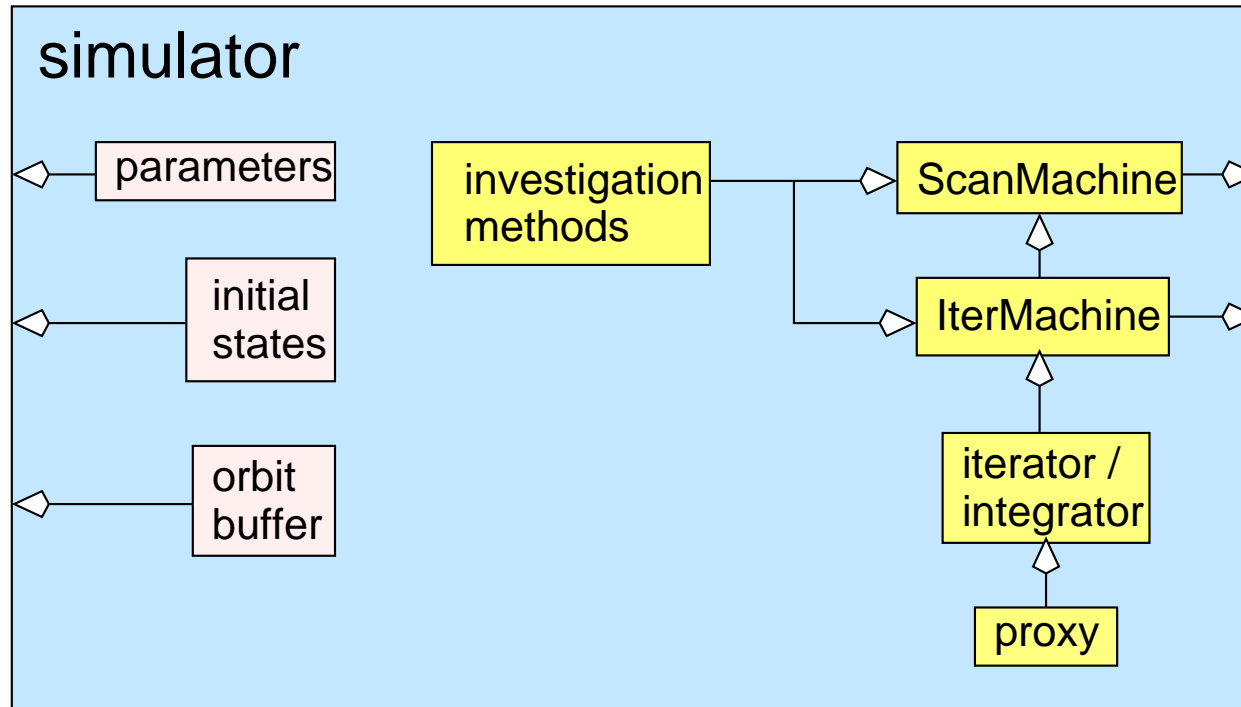 simulator
parameters
initial
states
orbit
buffer
investigation
methods
ScanMachine
IterMachine
iterator /
integrator
proxy